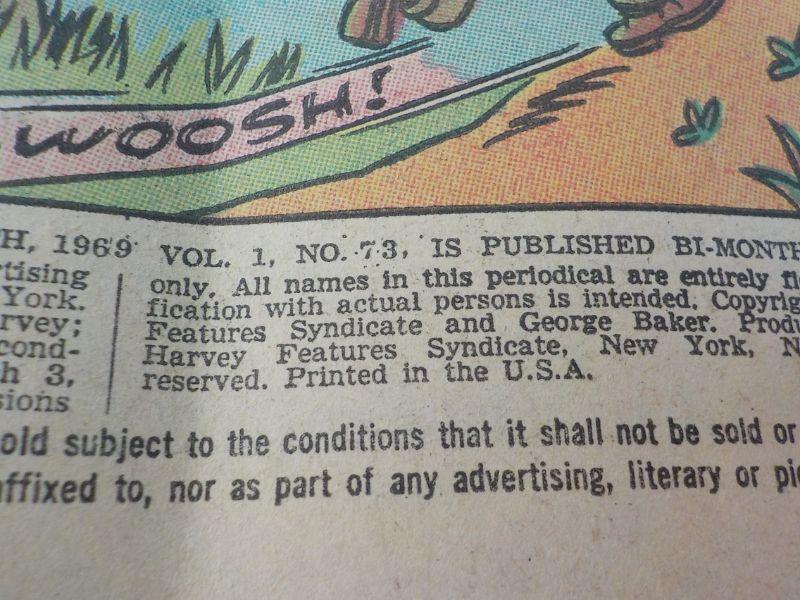 WOOSH!
H, 1969
rtising
York.
rvey;
cond-
h 3,
sions
VOL. 1, NO. 73, IS PUBLISHED BI-MONTH
only. All names in this periodical are entirely fi
fication with actual persons is intended. Copyrig
Features Syndicate and George Baker. Produ
Harvey Features Syndicate, New York, N
reserved. Printed in the U.S.A.
old subject to the conditions that it shall not be sold or
affixed to, nor as part of any advertising, literary or pi